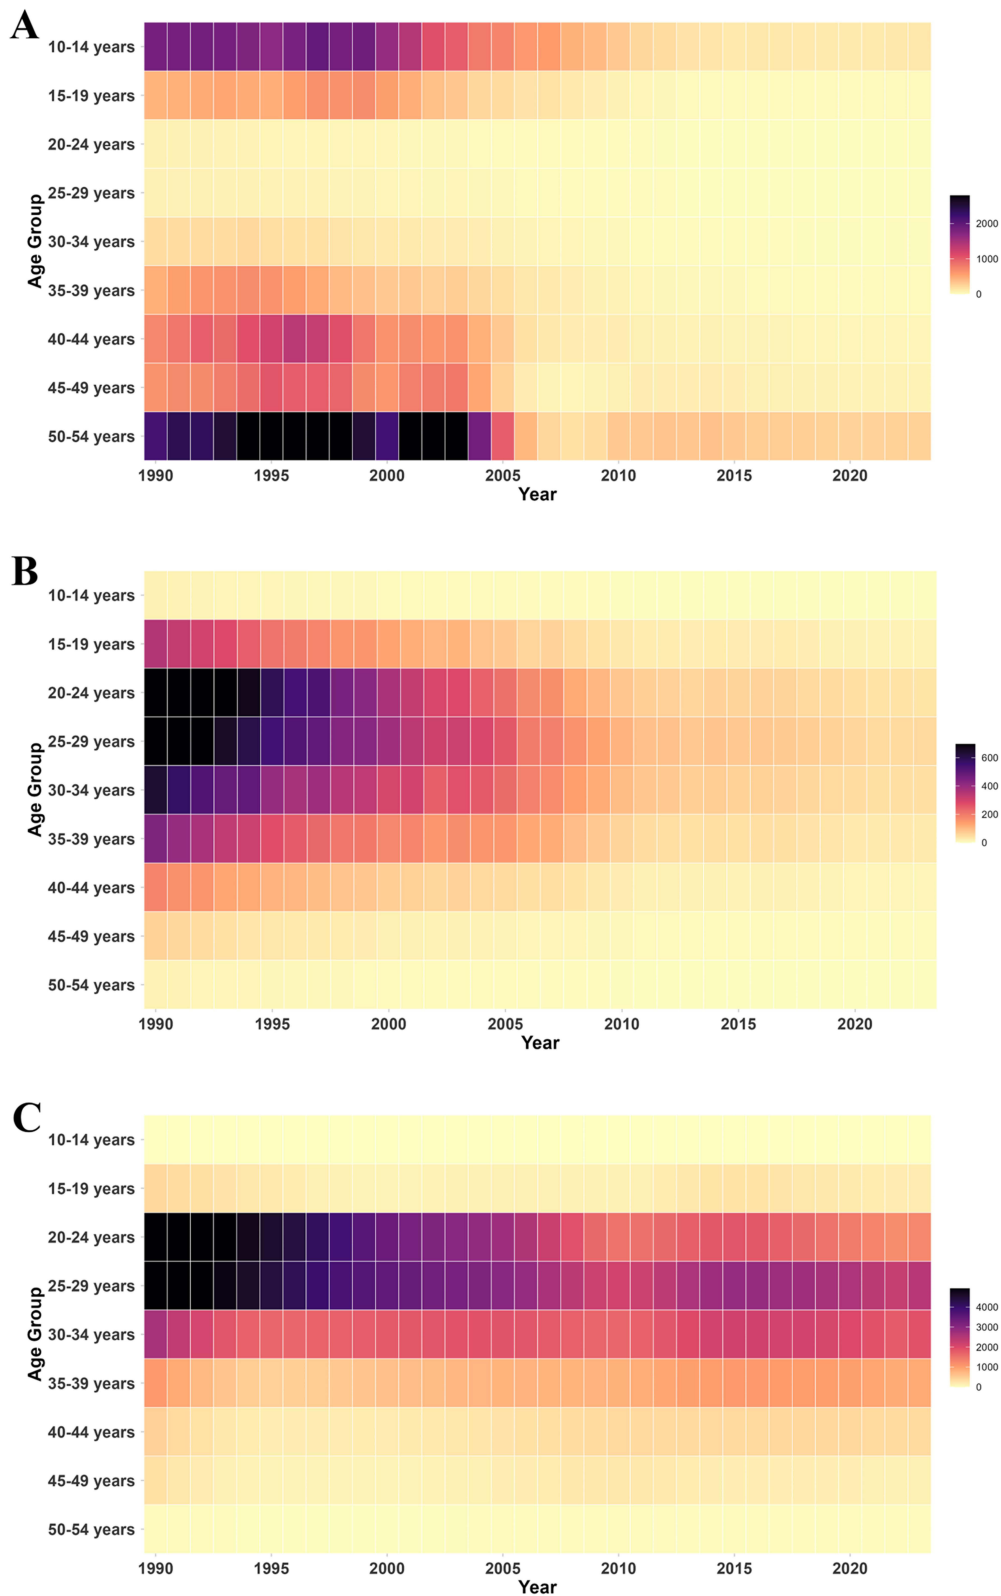 A
10-14 years
15-19 years
20-24 years
25-29 years
30-34 years
35-39 years
40-44 years
45-49 years
50-54 years
Age Group
1990 1995 2000 2005 2010 2015 2020
Year
2000
1000
0
B
10-14 years
15-19 years
20-24 years
25-29 years
30-34 years
35-39 years
40-44 years
45-49 years
50-54 years
Age Group
1990 1995 2000 2005 2010 2015 2020
Year
600
400
200
0
C
10-14 years
15-19 years
20-24 years
25-29 years
30-34 years
35-39 years
40-44 years
45-49 years
50-54 years
Age Group
1990 1995 2000 2005 2010 2015 2020
Year
4000
3000
2000
1000
0